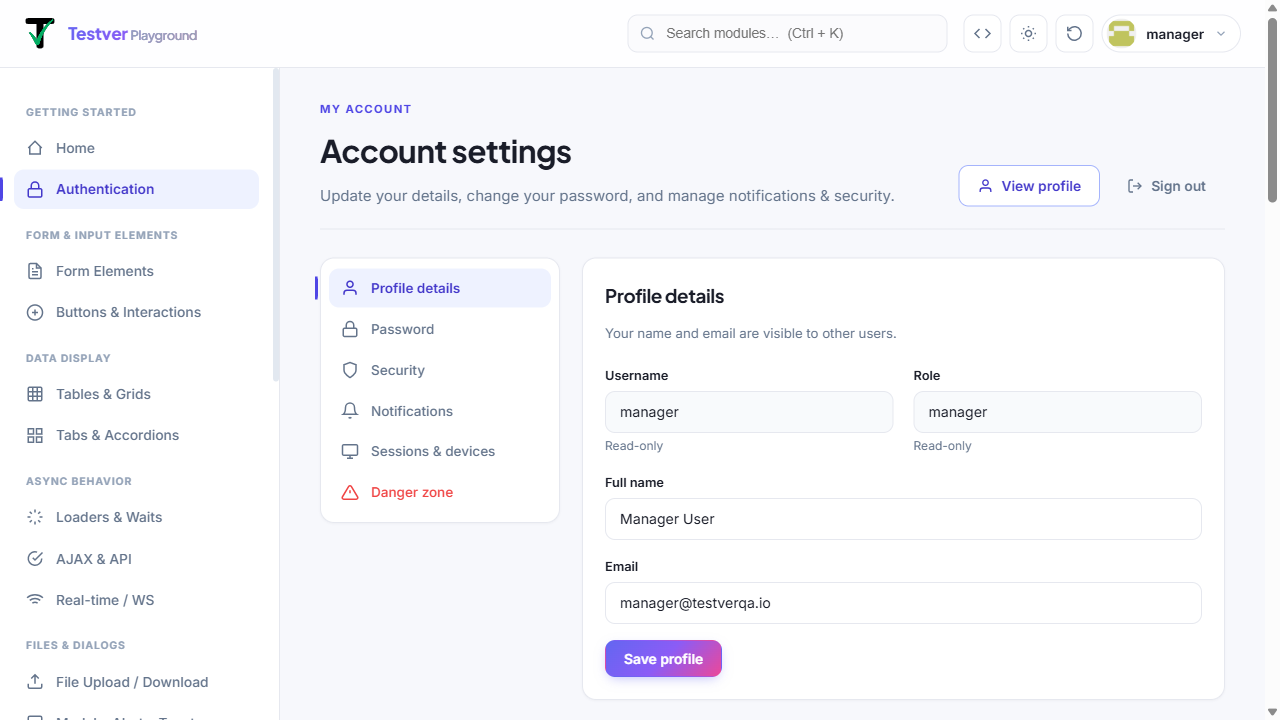 Testver Playground
Search modules... (Ctrl + K)
manager
GETTING STARTED
Home
Authentication
FORM & INPUT ELEMENTS
Form Elements
Buttons & Interactions
DATA DISPLAY
Tables & Grids
Tabs & Accordions
ASYNC BEHAVIOR
Loaders & Waits
AJAX & API
Real-time / WS
FILES & DIALOGS
File Upload / Download
MY ACCOUNT
Account settings
Update your details, change your password, and manage notifications & security.
View profile
Sign out
Profile details
Password
Security
Notifications
Sessions & devices
Danger zone
Profile details
Your name and email are visible to other users.
Username
Role
manager
manager
Read-only
Read-only
Full name
Manager User
Email
manager@testverqa.io
Save profile